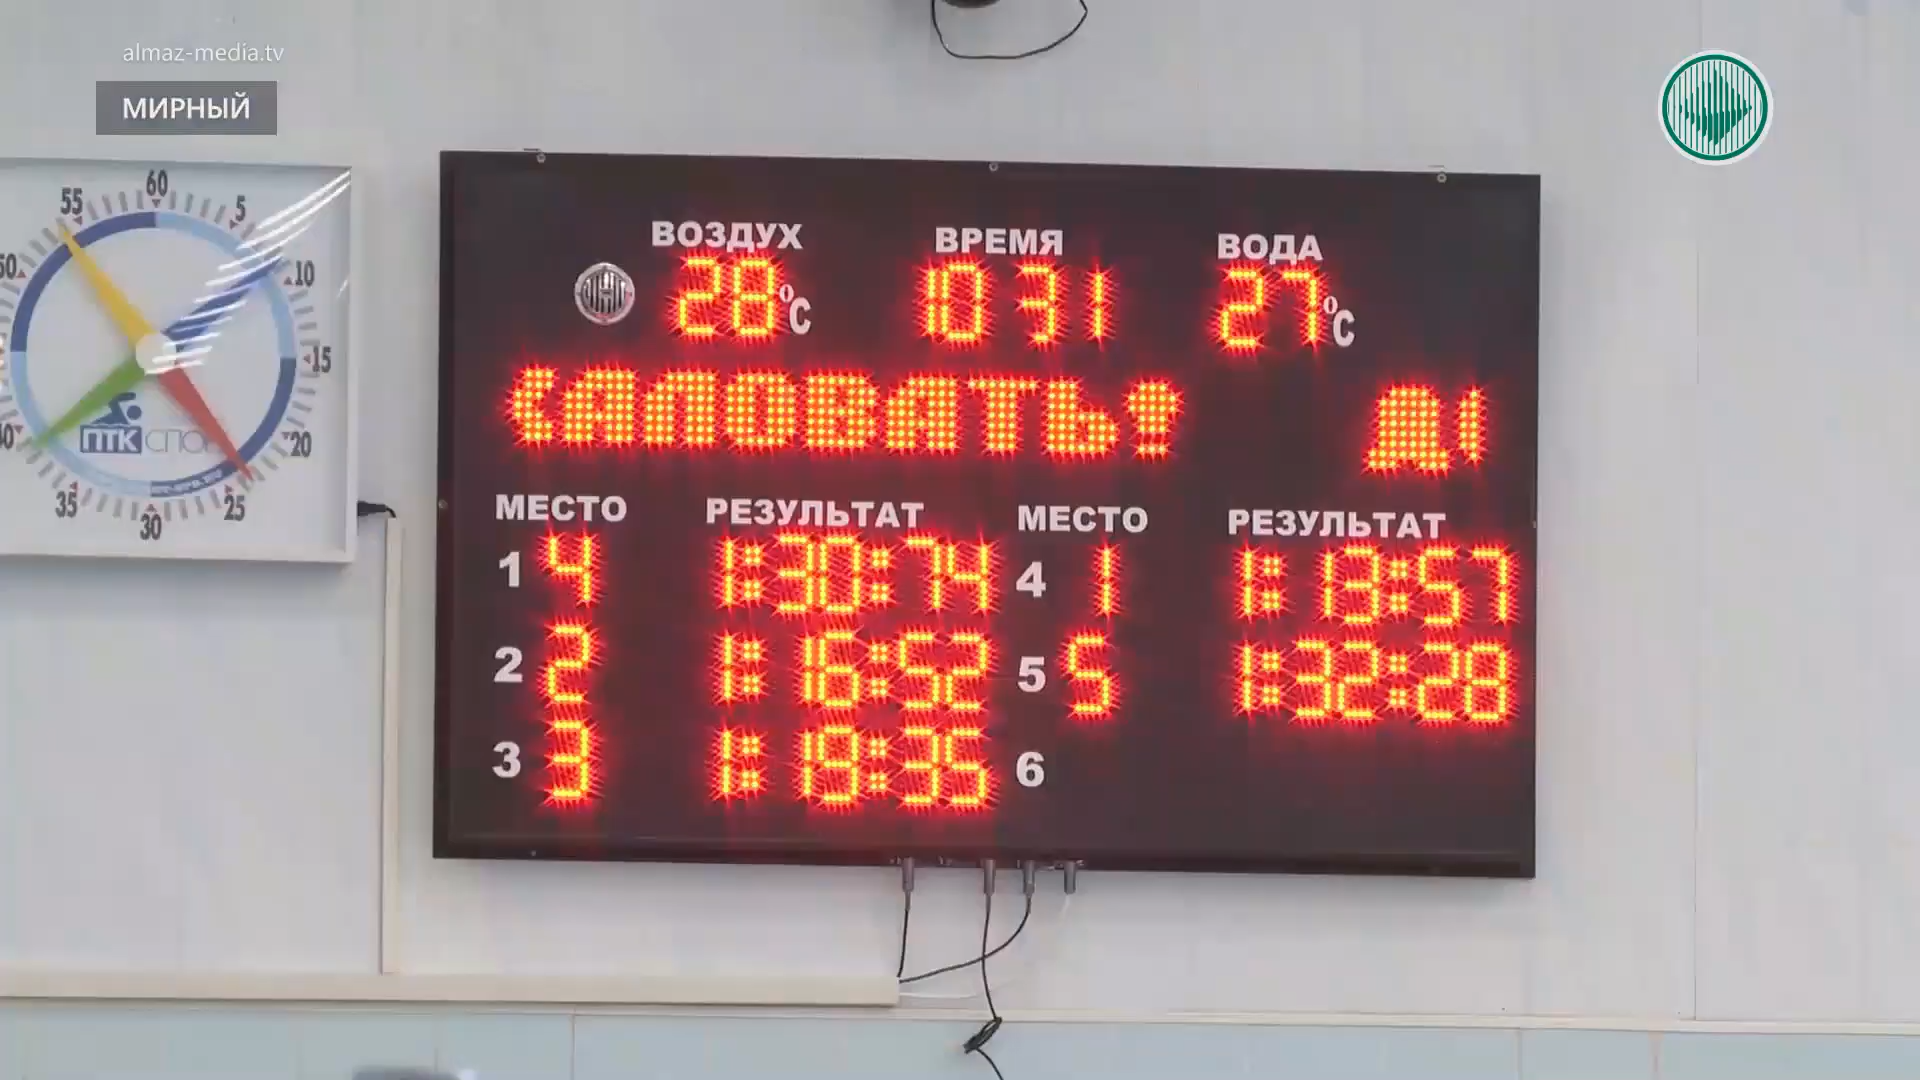 almaz-media.tv
МИРНЫЙ
60
55
5
50
10
15
40
20
35
25
30
ПТК СПО
ВОЗДУХ ВРЕМЯ ВОДА
28°C 10 31 27°C
САЛОВАТЬ! Д
МЕСТО РЕЗУЛЬТАТ МЕСТО РЕЗУЛЬТАТ
1 4 1:30:74 4 1 1:13:57
2 2 1:16:52 5 5 1:32:28
3 3 1:19:35 6